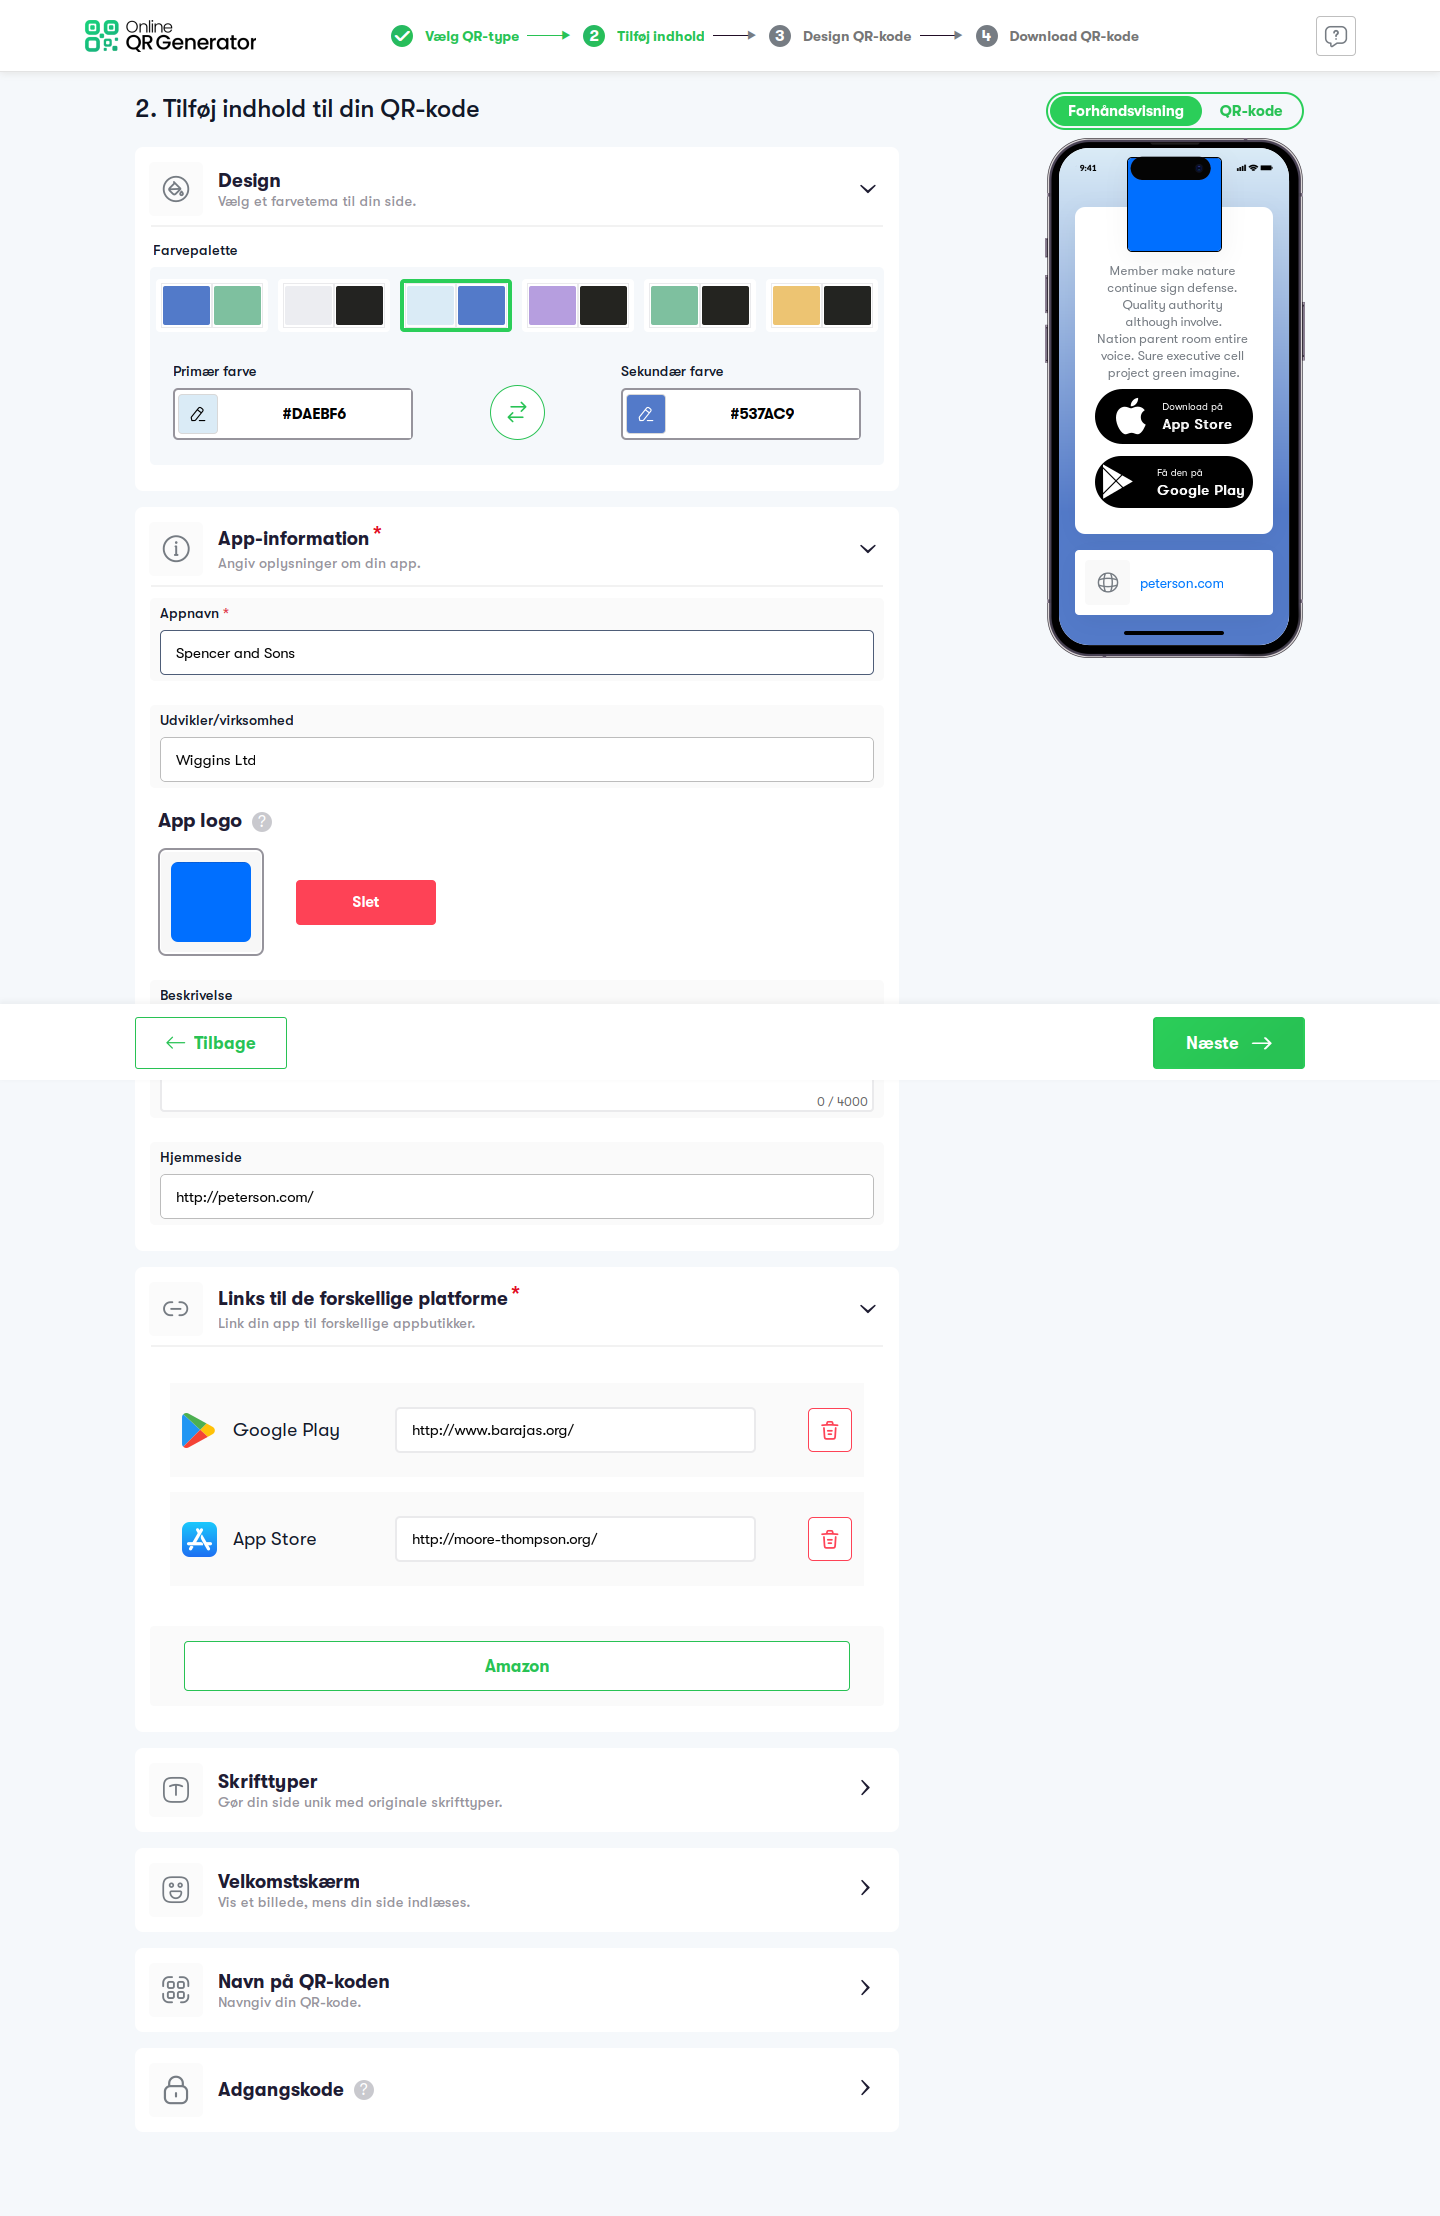 Online
QR Generator
Vælg QR-type
2 Tilføj indhold
3 Design QR-kode
4 Download QR-kode
2. Tilføj indhold til din QR-kode
Forhåndsvisning
QR-kode
Design
Vælg et farvetema til din side.
Farvepalette
Primær farve
#DAEBF6
Sekundær farve
#537AC9
App-information *
Angiv oplysninger om din app.
Appnavn *
Spencer and Sons
Udvikler/virksomhed
Wiggins Ltd
App logo ?
Slet
Beskrivelse
Tilbage
Næste
0 / 4000
Hjemmeside
http://peterson.com/
Links til de forskellige platforme *
Link din app til forskellige appbutikker.
Google Play
http://www.barajas.org/
App Store
http://moore-thompson.org/
Amazon
Skrifttyper
Gør din side unik med originale skrifttyper.
Velkomstskærm
Vis et billede, mens din side indlæses.
Navn på QR-koden
Navngiv din QR-kode.
Adgangskode ?
9:41
Member make nature
continue sign defense.
Quality authority
although involve.
Nation parent room entire
voice. Sure executive cell
project green imagine.
Download på
App Store
Få den på
Google Play
peterson.com